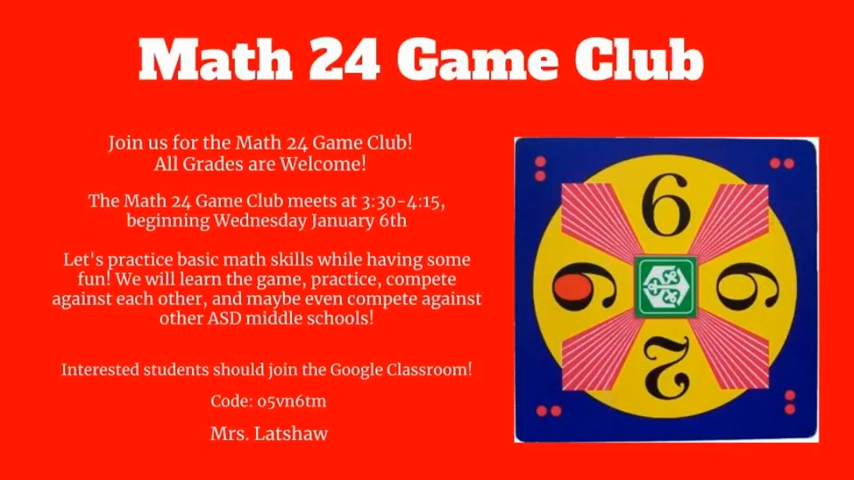 Math 24 Game Club
Join us for the Math 24 Game Club!
All Grades are Welcome!
The Math 24 Game Club meets at 3:30-4:15,
beginning Wednesday January 6th
Let's practice basic math skills while having some
fun! We will learn the game, practice, compete
against each other, and maybe even compete against
other ASD middle schools!
Interested students should join the Google Classroom!
Code: o5vn6tm
Mrs. Latshaw
6
9
6
2